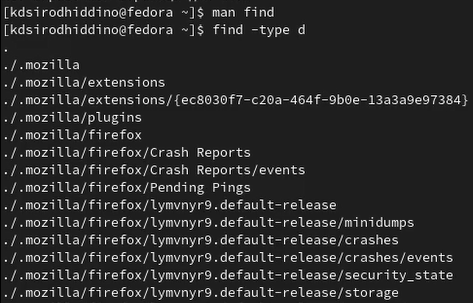 [kdsirodhiddino@fedora ~]$ man find
[kdsirodhiddino@fedora ~]$ find -type d
.
./.mozilla
./.mozilla/extensions
./.mozilla/extensions/{ec8030f7-c20a-464f-9b0e-13a3a9e97384}
./.mozilla/plugins
./.mozilla/firefox
./.mozilla/firefox/Crash Reports
./.mozilla/firefox/Crash Reports/events
./.mozilla/firefox/Pending Pings
./.mozilla/firefox/lymvnyr9.default-release
./.mozilla/firefox/lymvnyr9.default-release/minidumps
./.mozilla/firefox/lymvnyr9.default-release/crashes
./.mozilla/firefox/lymvnyr9.default-release/crashes/events
./.mozilla/firefox/lymvnyr9.default-release/security_state
./.mozilla/firefox/lymvnyr9.default-release/storage